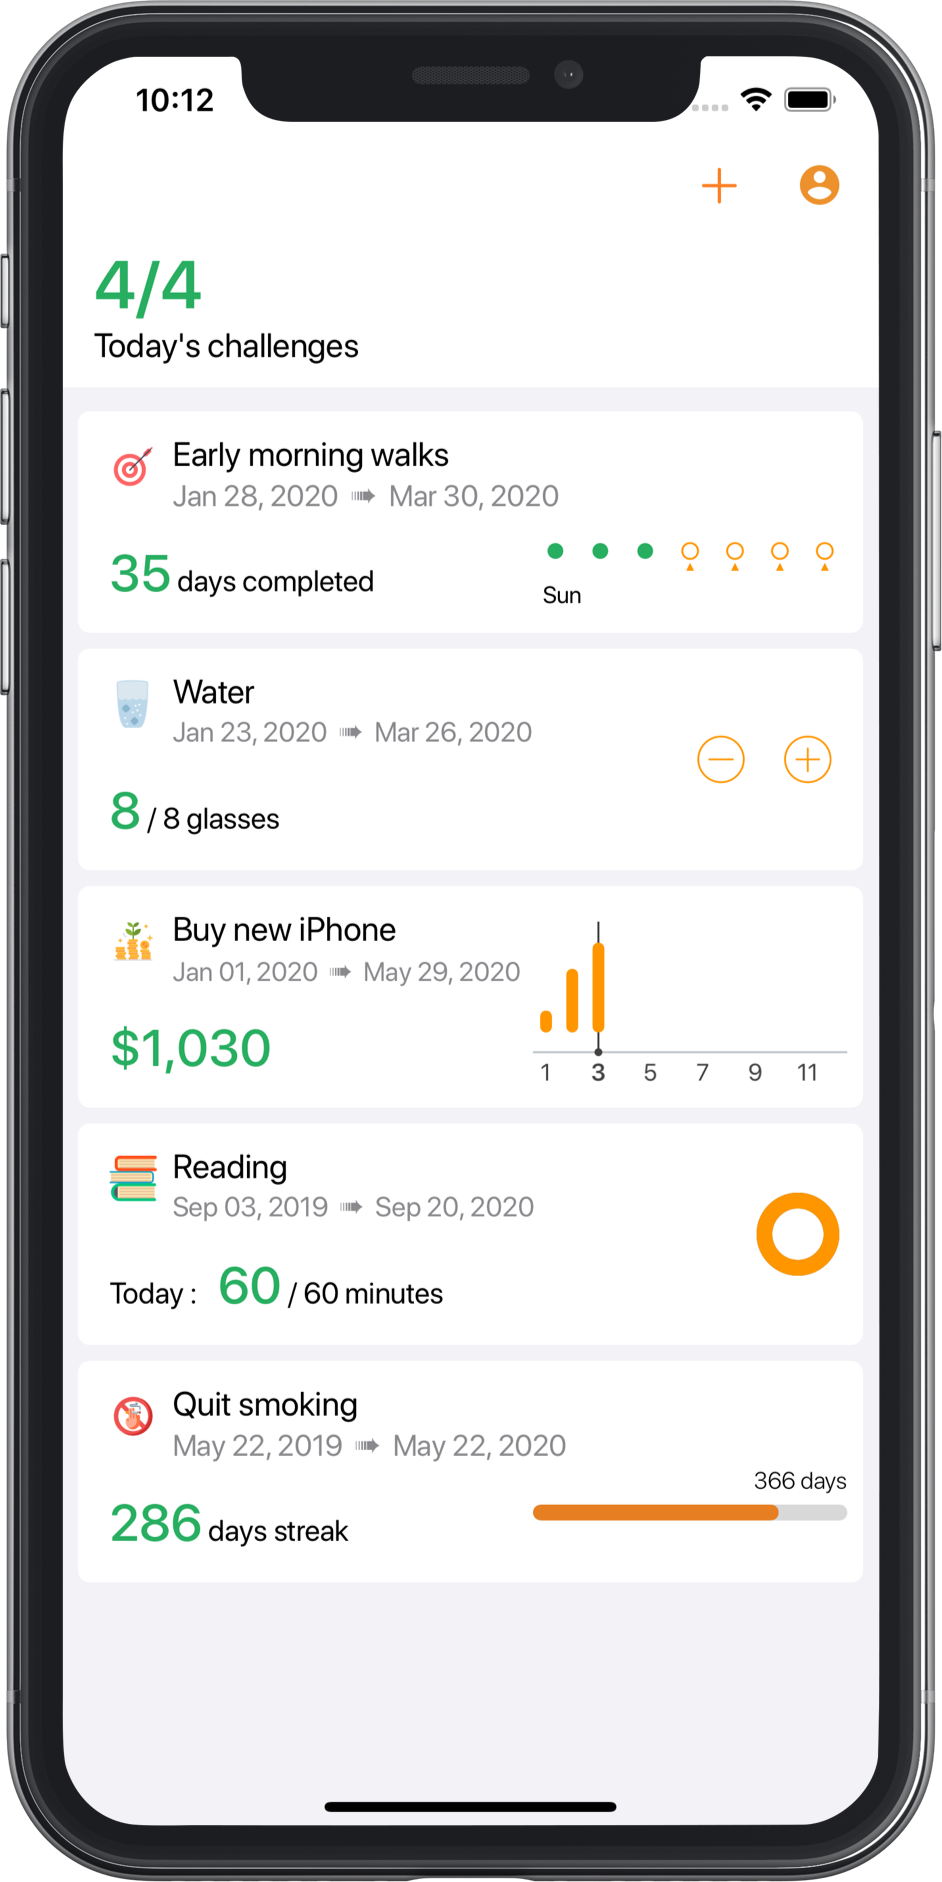 10:12
4/4
Today's challenges
Early morning walks
Jan 28, 2020 ➠ Mar 30, 2020
35 days completed
Sun
Water
Jan 23, 2020 ➠ Mar 26, 2020
8 / 8 glasses
Buy new iPhone
Jan 01, 2020 ➠ May 29, 2020
$1,030
1 3 5 7 9 11
Reading
Sep 03, 2019 ➠ Sep 20, 2020
Today : 60 / 60 minutes
Quit smoking
May 22, 2019 ➠ May 22, 2020
366 days
286 days streak